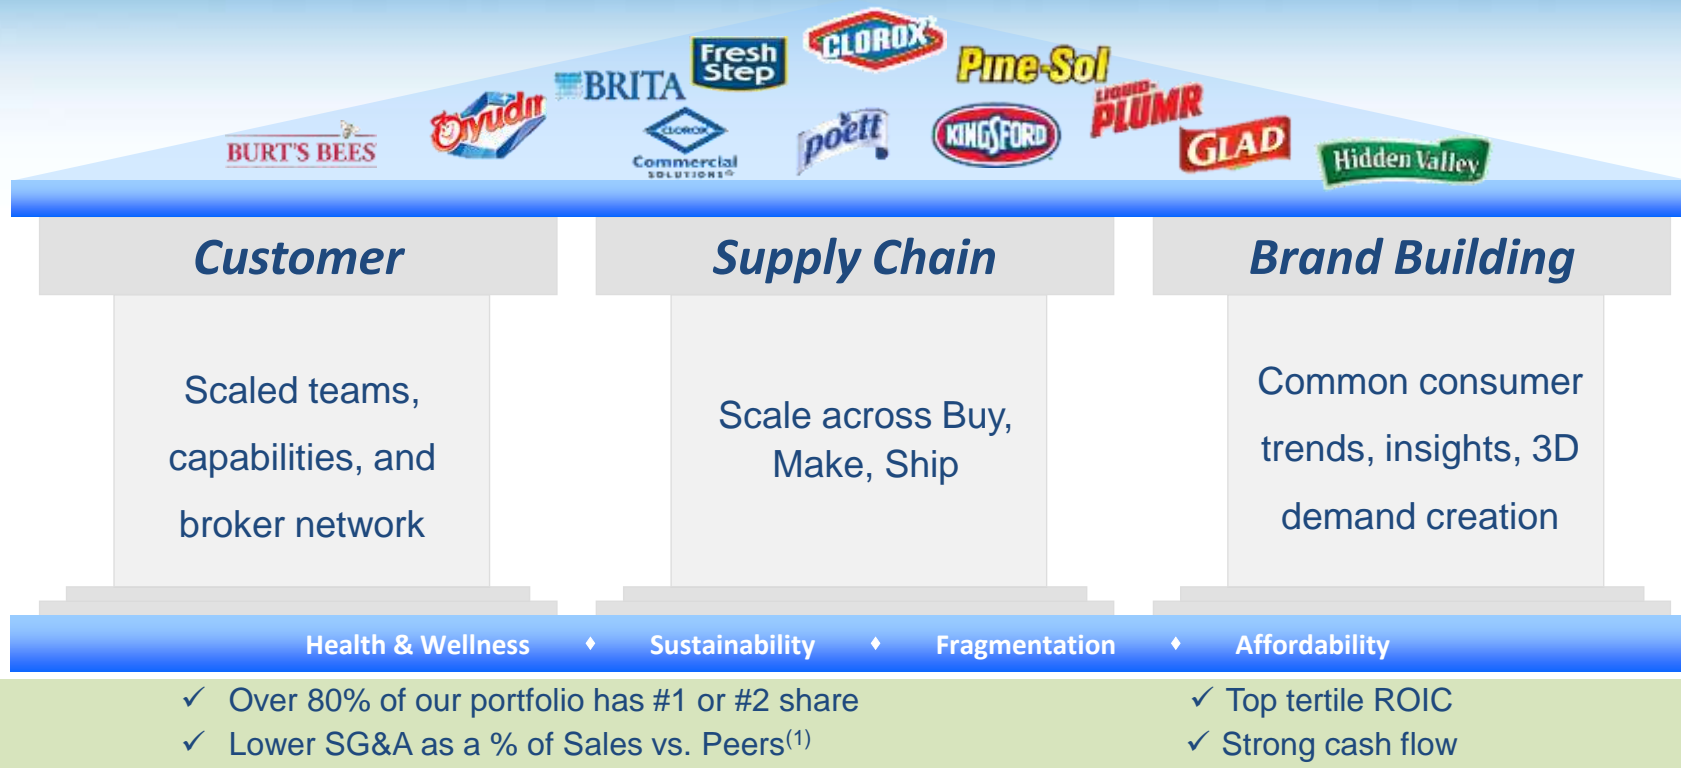 CLOROX
Fresh
Step
Pine-Sol
BRITA
LIQUID-
PLUMR
Ayudín
CLOROX
Commercial
SOLUTIONS®
poett
KINGSFORD
GLAD
BURT'S BEES
Hidden Valley
Customer
Supply Chain
Brand Building
Scaled teams,
capabilities, and
broker network
Scale across Buy,
Make, Ship
Common consumer
trends, insights, 3D
demand creation
Health & Wellness ♦ Sustainability ♦ Fragmentation ♦ Affordability
✓ Over 80% of our portfolio has #1 or #2 share
✓ Lower SG&A as a % of Sales vs. Peers(1)
✓ Top tertile ROIC
✓ Strong cash flow